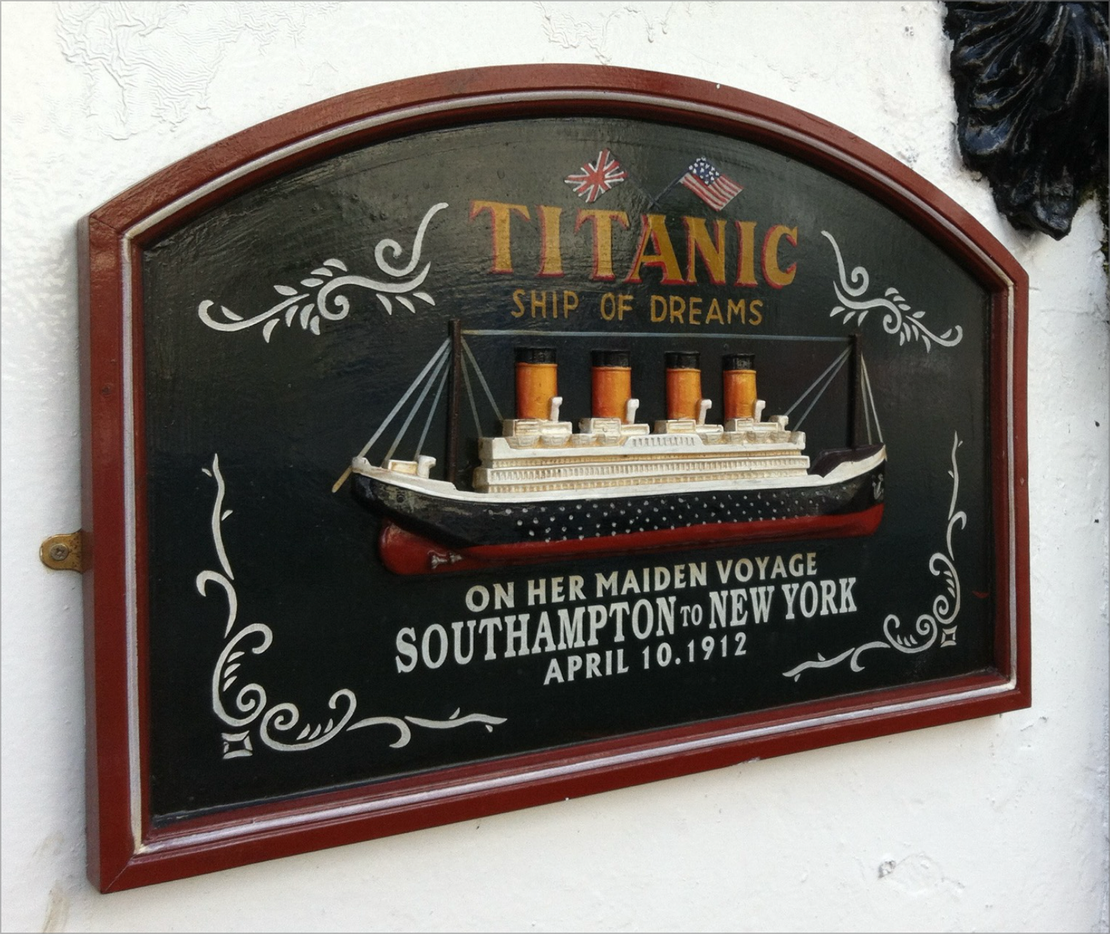 TITANIC
SHIP OF DREAMS
ON HER MAIDEN VOYAGE
SOUTHAMPTON TO NEW YORK
APRIL 10.1912